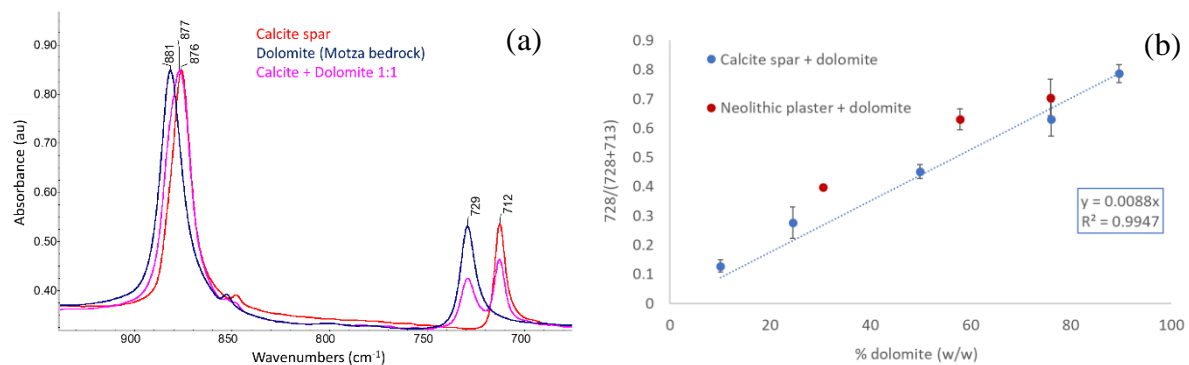 (a)
877
881
876
Calcite spar
Dolomite (Motza bedrock)
Calcite + Dolomite 1:1
0.90
0.80
0.70
0.60
0.50
0.40
Absorbance (au)
729
712
900
850
800
750
700
Wavenumbers (cm⁻¹)
(b)
0.9
0.8
0.7
0.6
0.5
0.4
0.3
0.2
0.1
0
728/(728+713)
Calcite spar + dolomite
Neolithic plaster + dolomite
y = 0.0088x
R² = 0.9947
0
20
40
60
80
100
% dolomite (w/w)